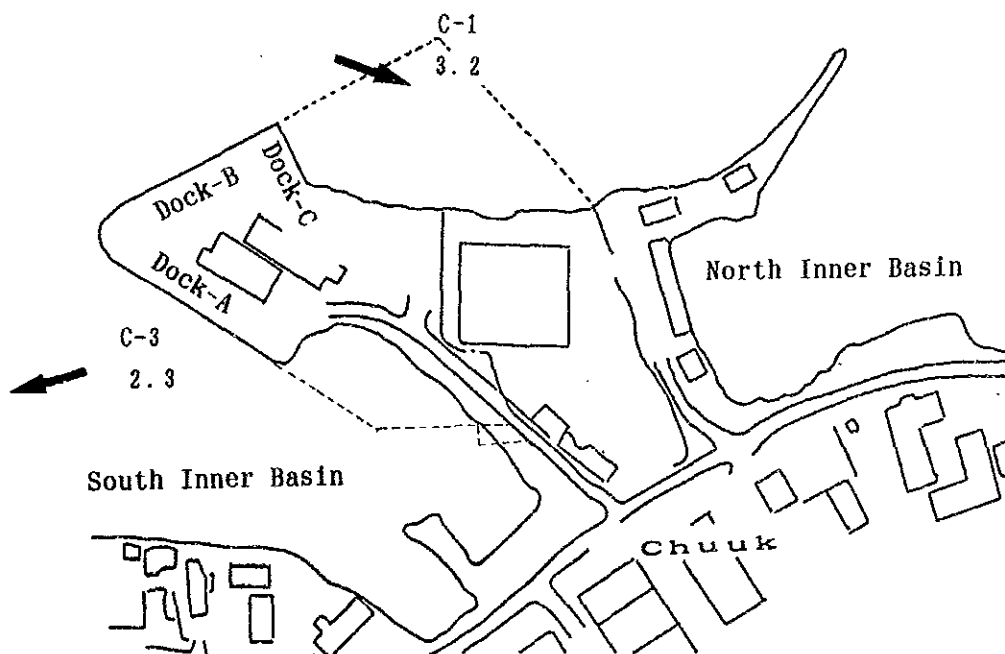 C-1
3.2
Dock-B
Dock-C
Dock-A
North Inner Basin
C-3
2.3
South Inner Basin
Chuuk